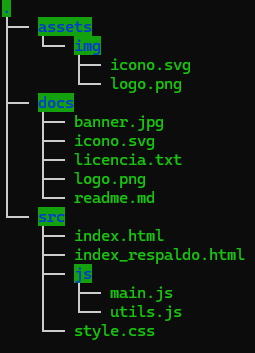 .
├── assets
│   └── img
│       ├── icono.svg
│       └── logo.png
├── docs
│   ├── banner.jpg
│   ├── icono.svg
│   ├── licencia.txt
│   ├── logo.png
│   └── readme.md
└── src
    ├── index.html
    ├── index_respaldo.html
    ├── js
    │   ├── main.js
    │   └── utils.js
    └── style.css